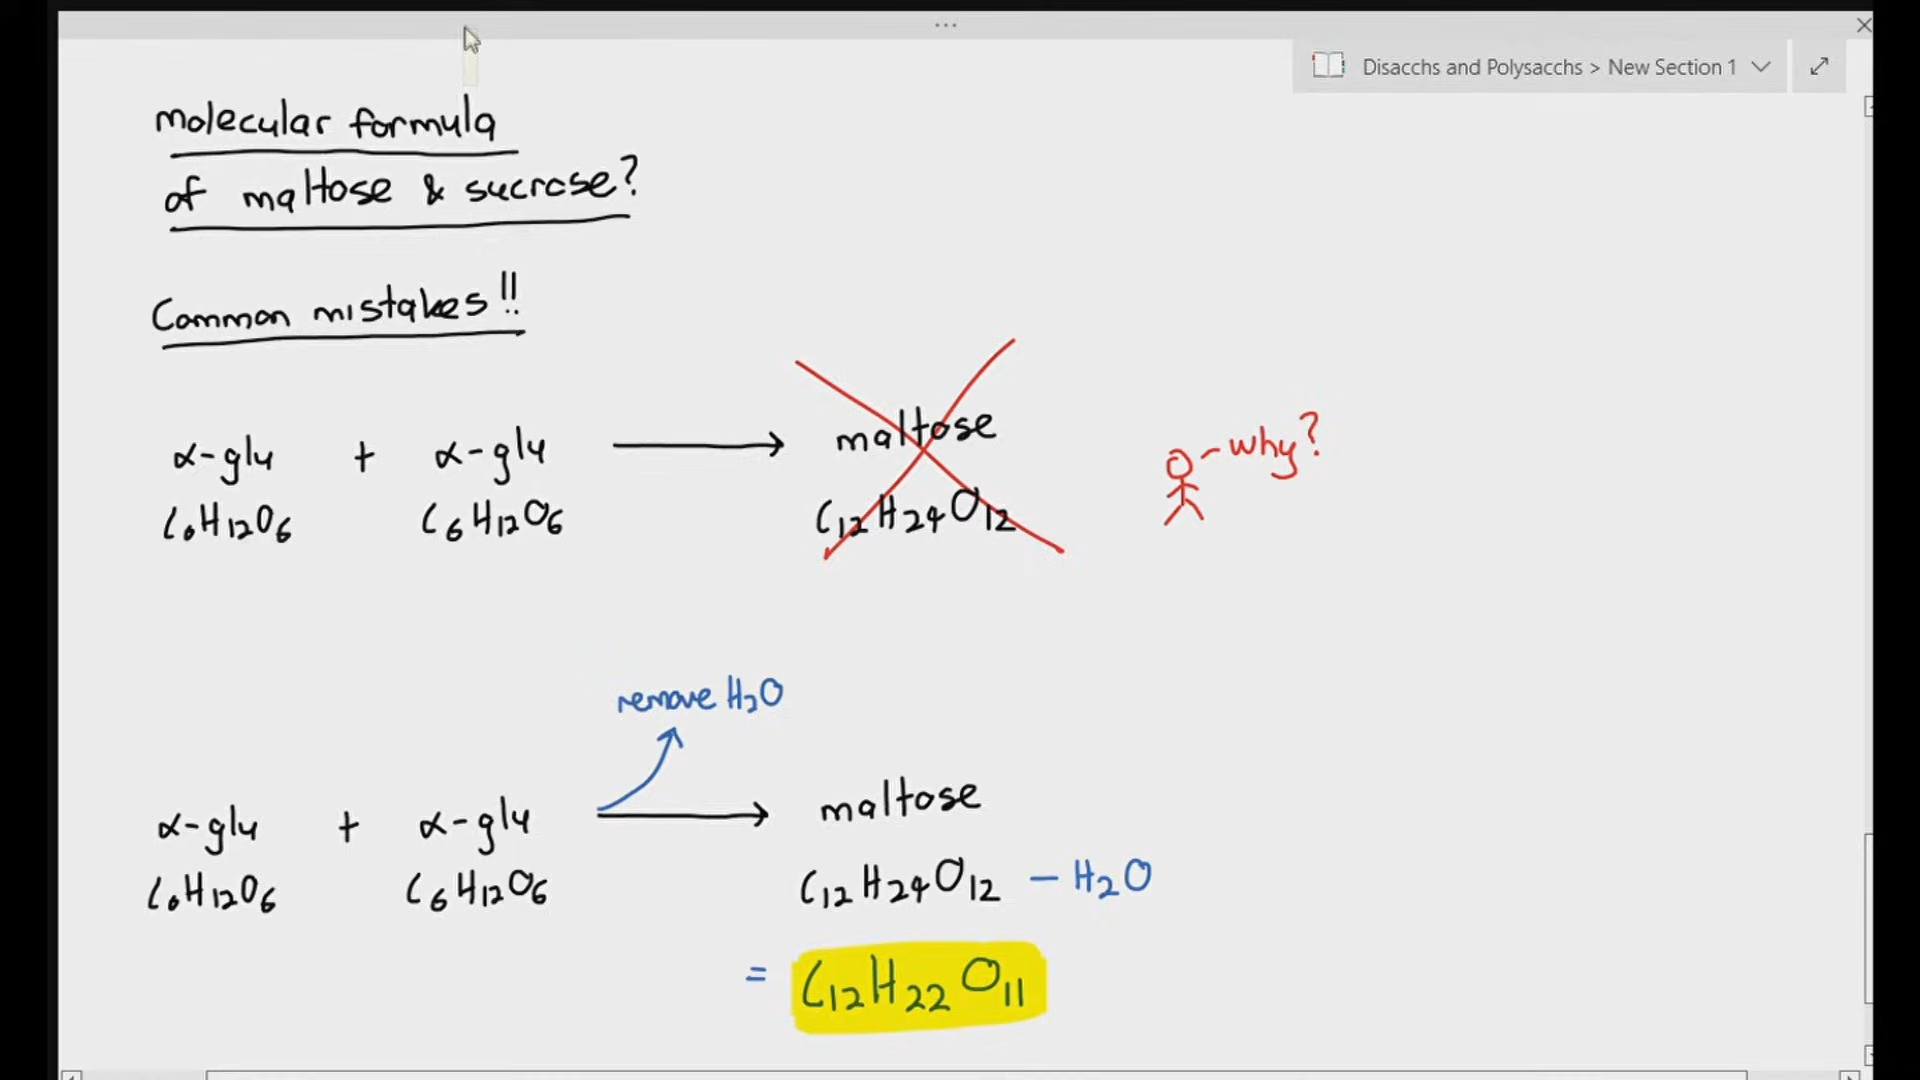 ...
Disacchs and Polysacchs > New Section 1
molecular formula
of maltose & sucrose?
Common mistakes!!
α-glu + α-glu → maltose
C6H12O6 C6H12O6 C12H24O12
- why?
remove H2O
α-glu + α-glu → maltose
C6H12O6 C6H12O6 C12H24O12 - H2O
= C12H22O11